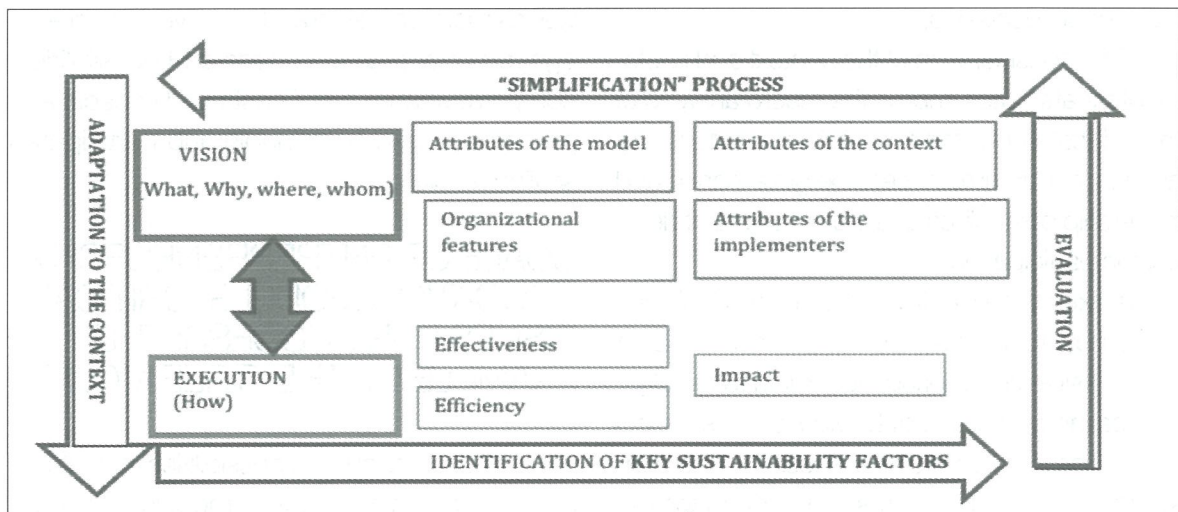 “SIMPLIFICATION” PROCESS
ADAPTATION TO THE CONTEXT
VISION
(What, Why, where, whom)
Attributes of the model
Attributes of the context
Organizational
features
Attributes of the
implementers
EVALUATION
EXECUTION
(How)
Effectiveness
Efficiency
Impact
IDENTIFICATION OF KEY SUSTAINABILITY FACTORS